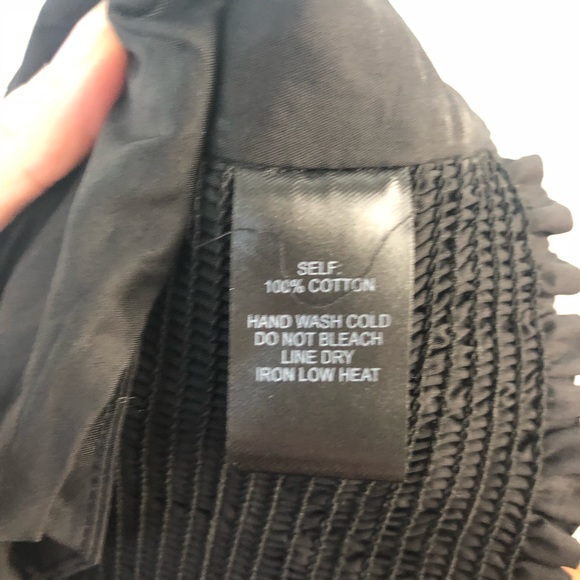 SELF:
100% COTTON
HAND WASH COLD
DO NOT BLEACH
LINE DRY
IRON LOW HEAT